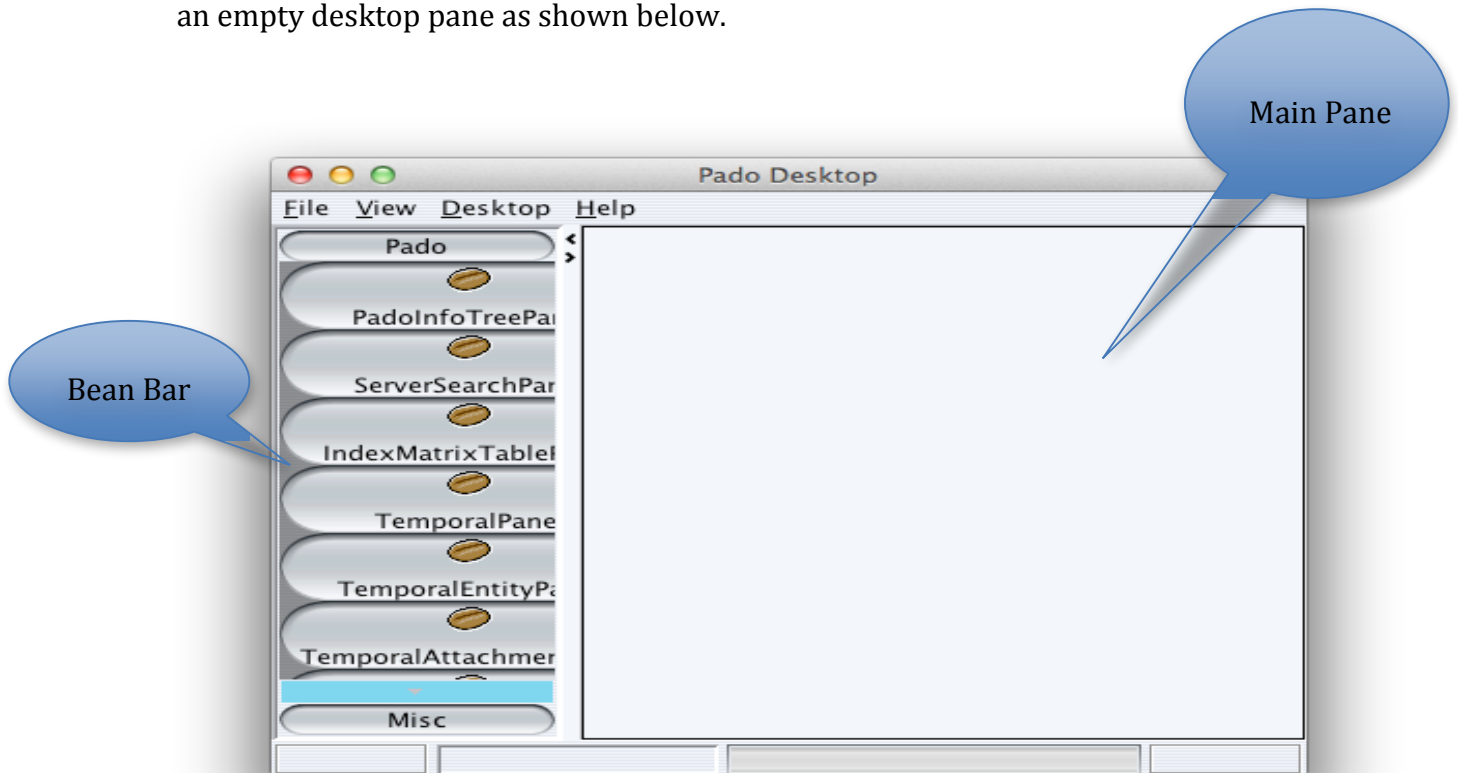 an empty desktop pane as shown below.
Main Pane
Pado Desktop
File View Desktop Help
Pado
PadoInfoTreePa
ServerSearchPa
Bean Bar
IndexMatrixTable
TemporalPane
TemporalEntityPa
TemporalAttachme
Misc